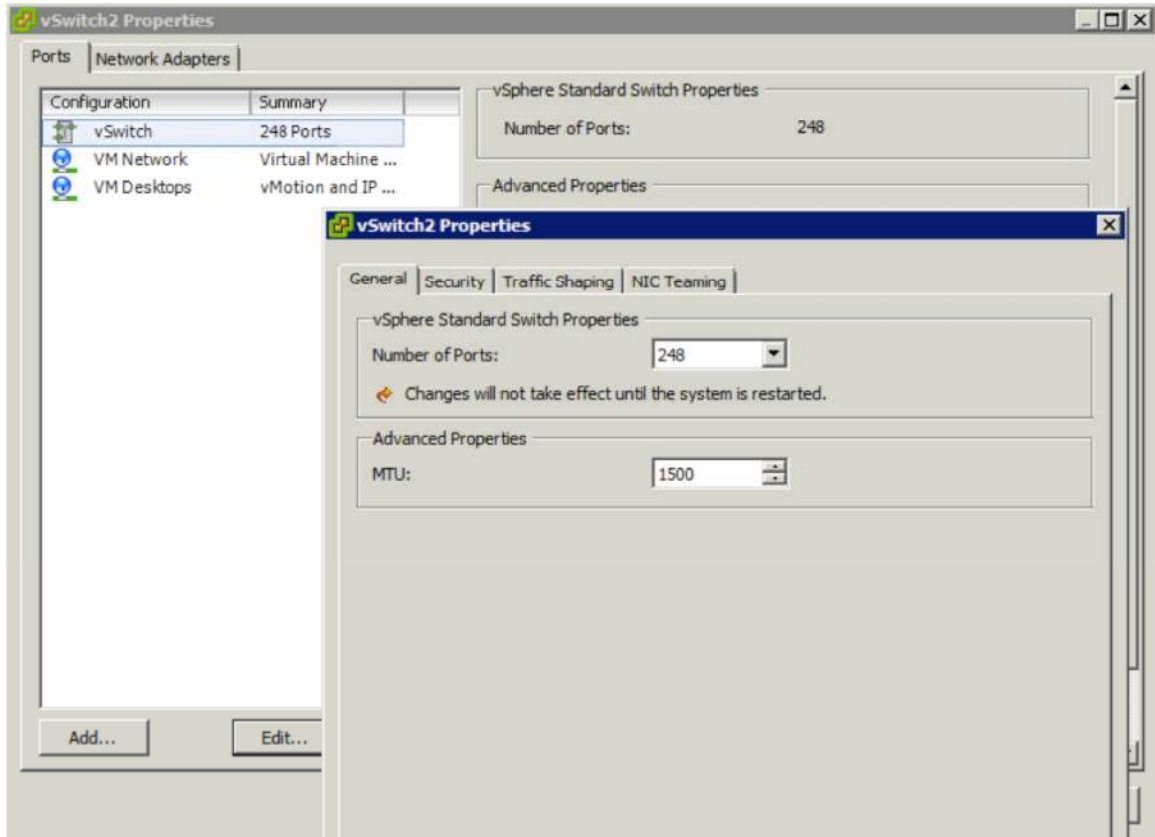 vSwitch2 Properties
Ports Network Adapters
Configuration Summary
vSwitch 248 Ports
VM Network Virtual Machine ...
VM Desktops vMotion and IP ...
vSphere Standard Switch Properties
Number of Ports: 248
Advanced Properties
vSwitch2 Properties
General Security Traffic Shaping NIC Teaming
vSphere Standard Switch Properties
Number of Ports: 248
Changes will not take effect until the system is restarted.
Advanced Properties
MTU: 1500
Add... Edit...